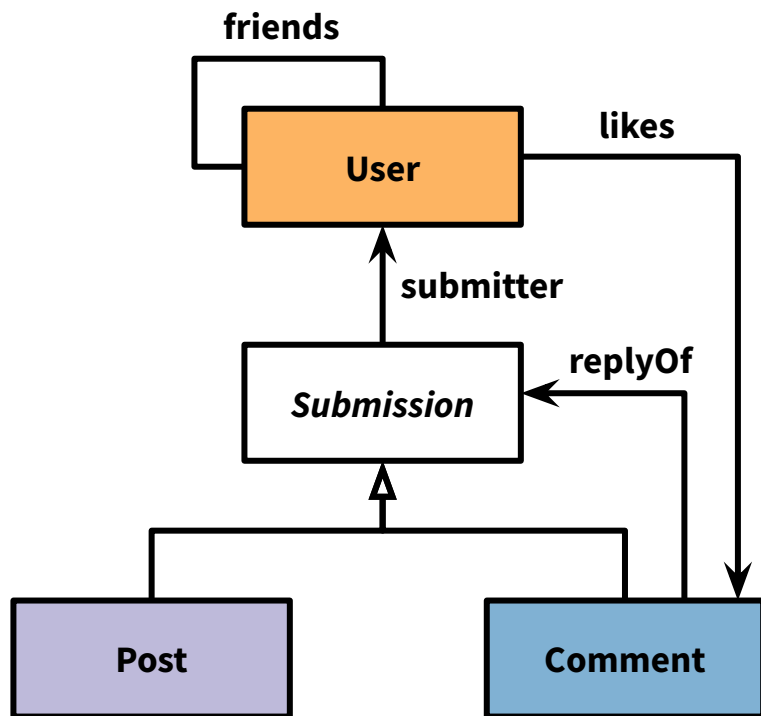 friends
likes
User
submitter
replyOf
Submission
Post
Comment